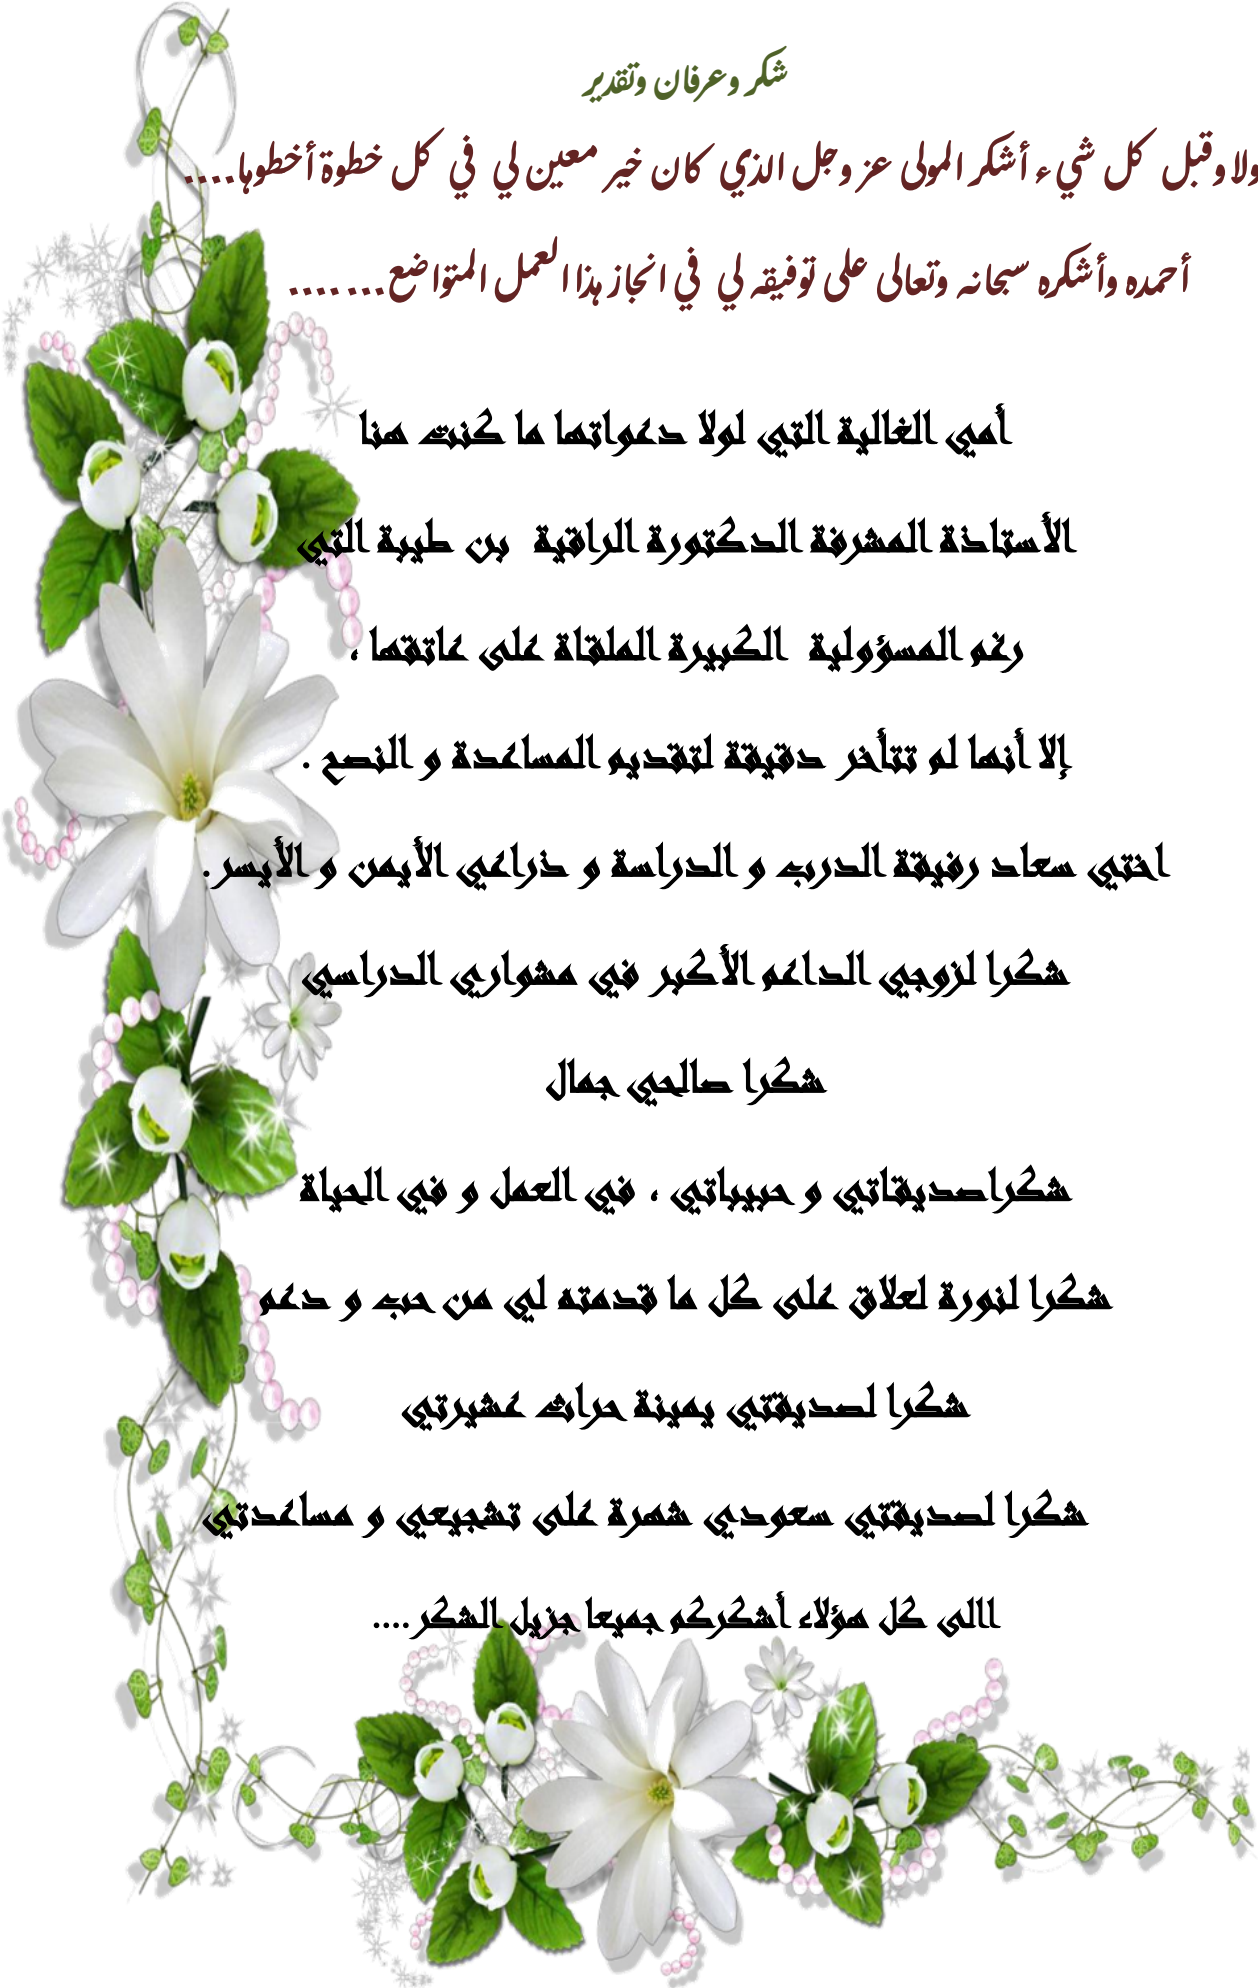 شكر وعرفان وتقدير
ولا وقبل كل شيء أشكر المولى عز وجل الذي كان خير معين لي في كل خطوة أخطوها....
أحمده وأشكره سبحانه وتعالى على توفيقه لي في انجاز هذا العمل المتواضع.......
أمي الغالية التي لولا دعواتها ما كنت هنا
الأستاذة المشرفة الدكتورة الراقية بن طيبة التي
رغم المسؤولية الكبيرة الملقاة على عاتقها ،
إلا أنها لم تتأخر دقيقة لتقديم المساعدة و النصح .
اختي سعاد رفيقة الدرب و الدراسة و ذراعي الأيمن و الأيسر.
شكرا لزوجي الداعم الأكبر في مشواري الدراسي
شكرا صالحي جمال
شكراصديقاتي و حبيباتي ، في العمل و في الحياة
شكرا لنورة لعلاق على كل ما قدمته لي من حب و دعم
شكرا لصديقتي يمينة حراث عشيرتي
شكرا لصديقتي سعودي شهرة على تشجيعي و مساعدتي
االى كل هؤلاء أشكركم جميعا جزيل الشكر....